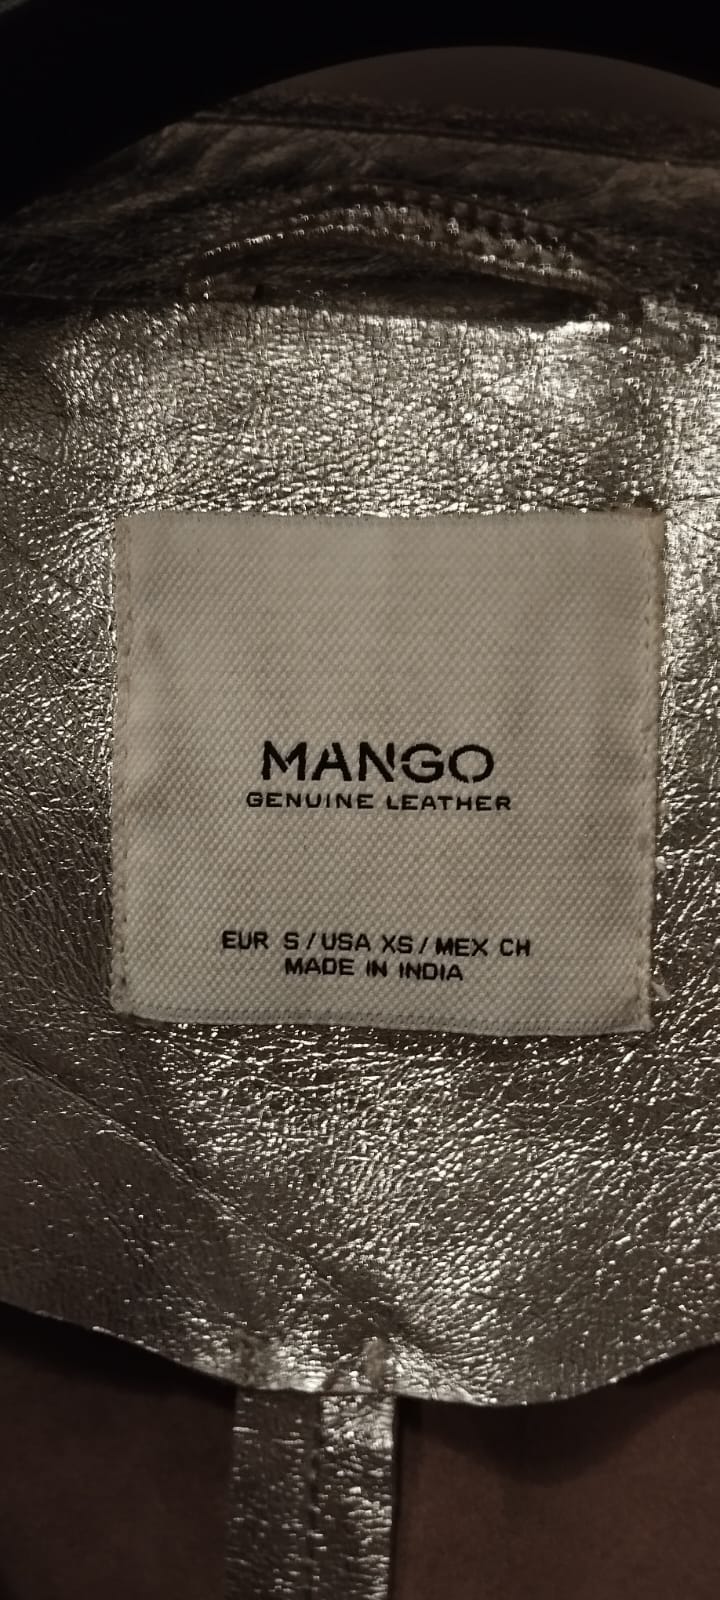 MANGO
GENUINE LEATHER
EUR S/USA XS/MEX CH
MADE IN INDIA